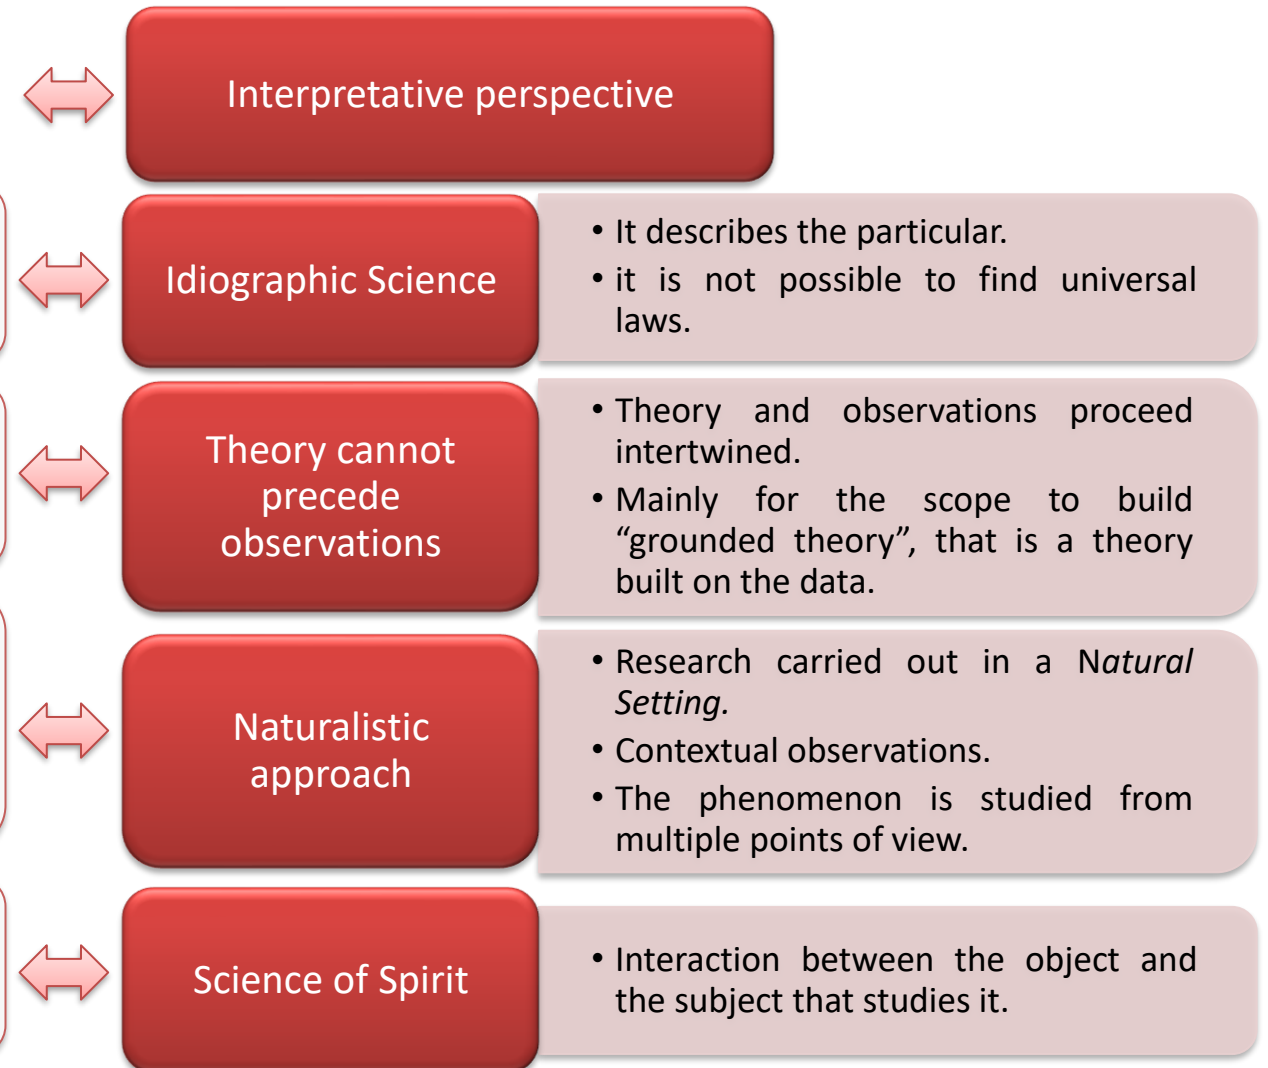 Interpretative perspective
Idiographic Science
• It describes the particular.
• it is not possible to find universal
laws.
Theory cannot
precede
observations
• Theory and observations proceed
intertwined.
• Mainly for the scope to build
“grounded theory”, that is a theory
built on the data.
Naturalistic
approach
• Research carried out in a Natural
Setting.
• Contextual observations.
• The phenomenon is studied from
multiple points of view.
Science of Spirit
• Interaction between the object and
the subject that studies it.